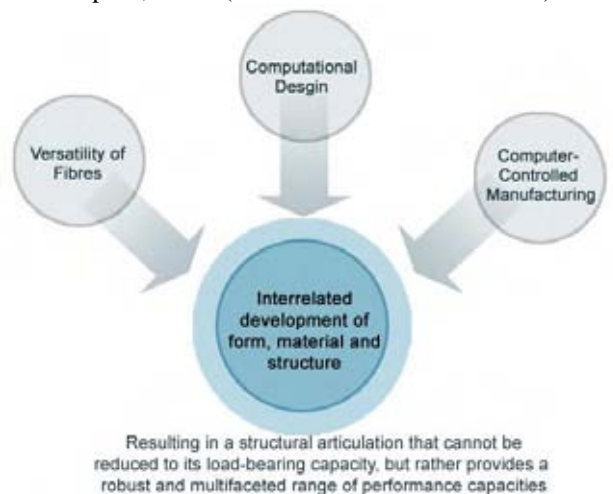 Computational
Desgin
Versatility of
Fibres
Computer-
Controlled
Manufacturing
Interrelated
development of
form, material and
structure
Resulting in a structural articulation that cannot be
reduced to its load-bearing capacity, but rather provides a
robust and multifaceted range of performance capacities